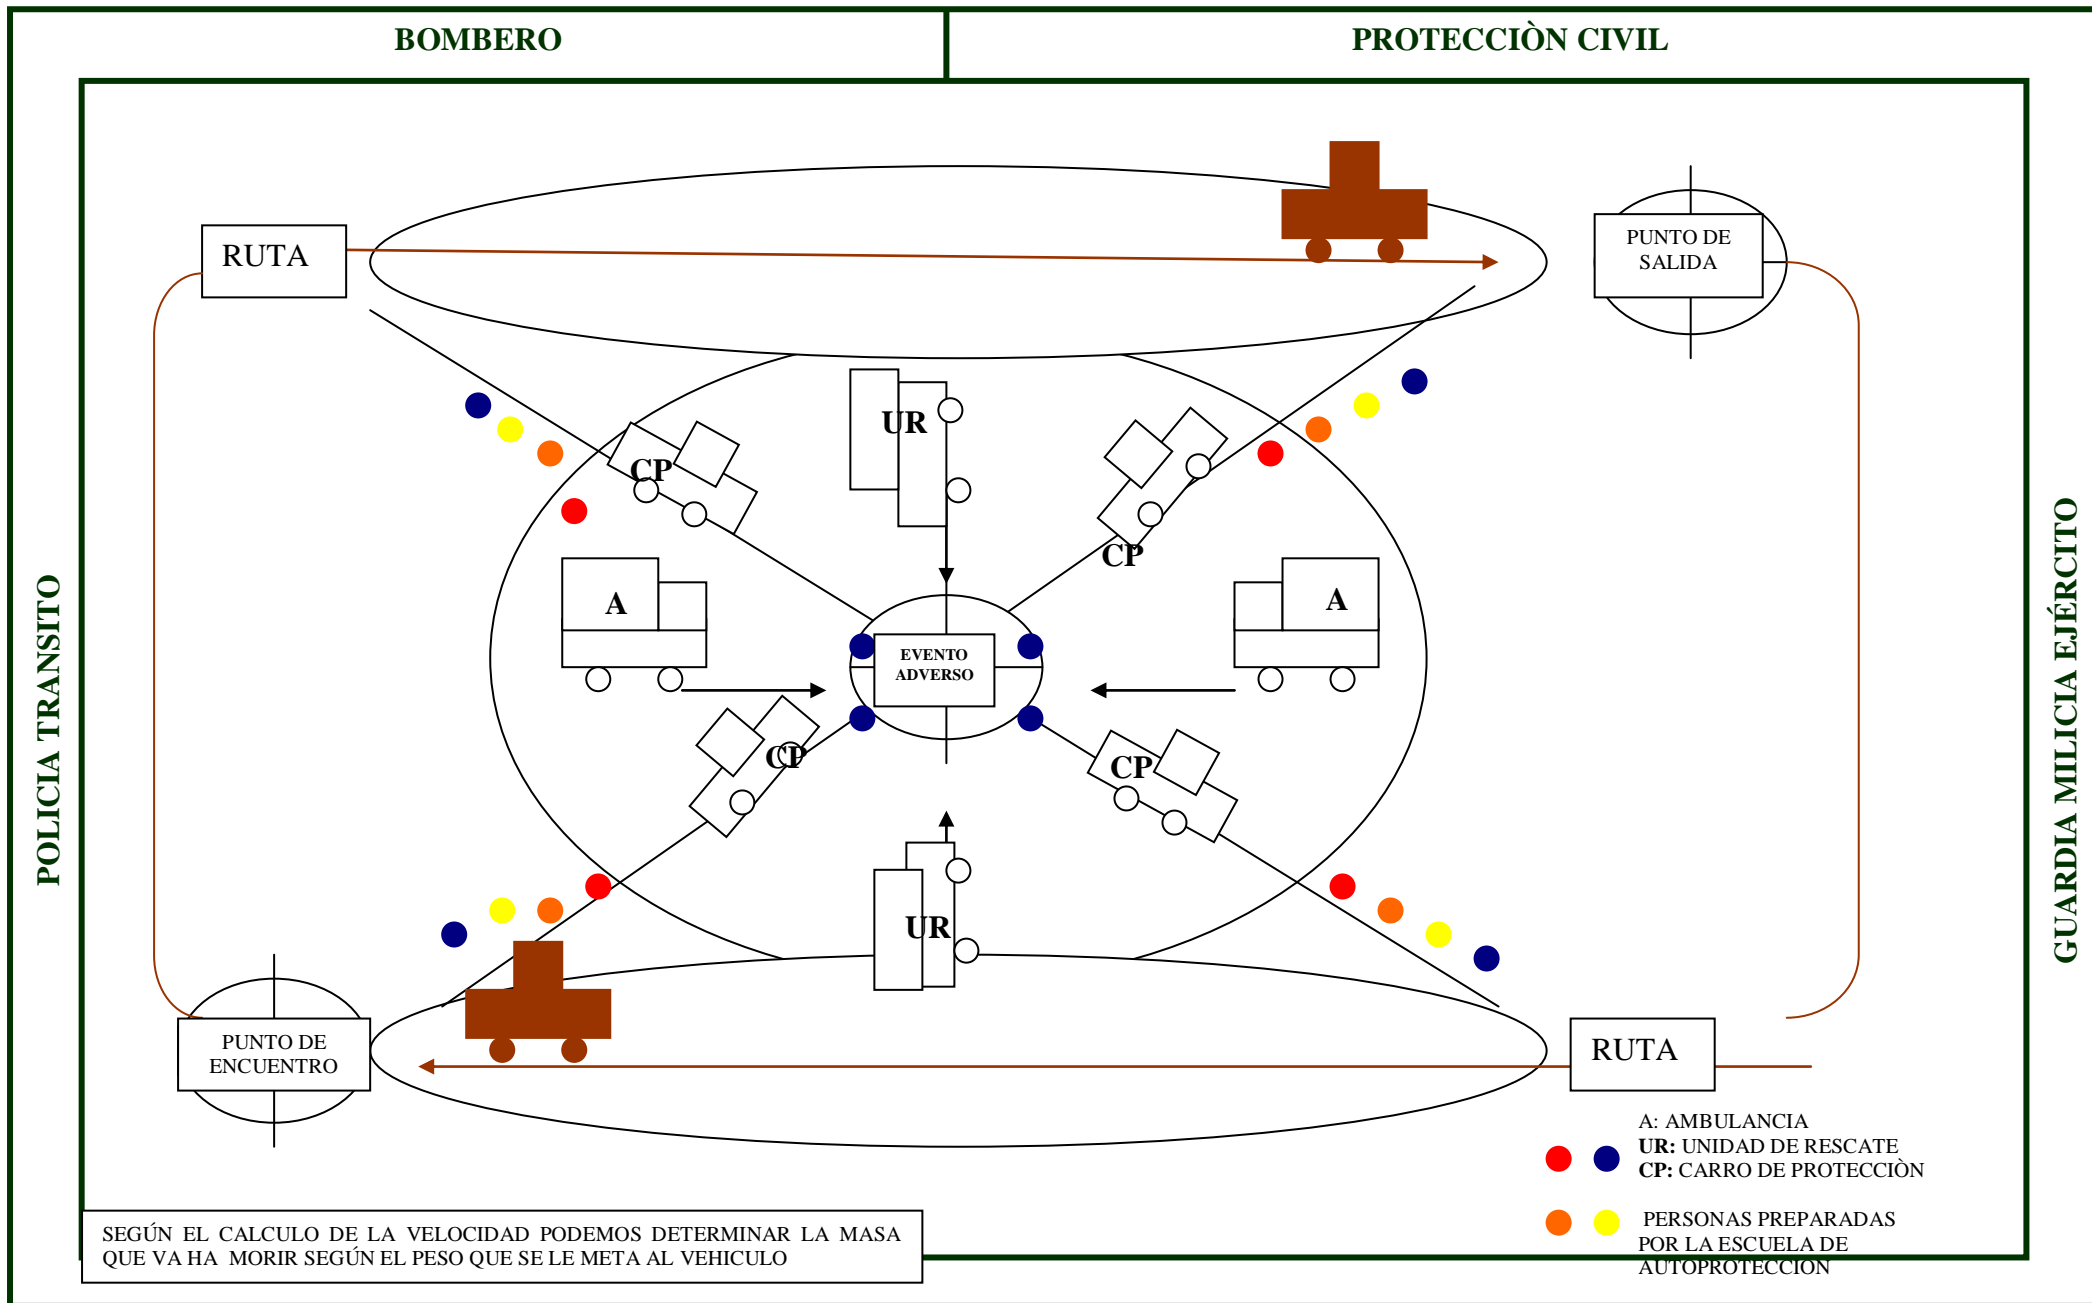 BOMBERO
PROTECCIÒN CIVIL
POLICIA TRANSITO
GUARDIA MILICIA EJÉRCITO
RUTA
PUNTO DE
SALIDA
UR
CP
CP
A
A
EVENTO
ADVERSO
CP
CP
UR
PUNTO DE
ENCUENTRO
RUTA
A: AMBULANCIA
UR: UNIDAD DE RESCATE
CP: CARRO DE PROTECCIÒN
PERSONAS PREPARADAS
POR LA ESCUELA DE
AUTOPROTECCION
SEGÚN EL CALCULO DE LA VELOCIDAD PODEMOS DETERMINAR LA MASA
QUE VA HA MORIR SEGÚN EL PESO QUE SE LE META AL VEHICULO